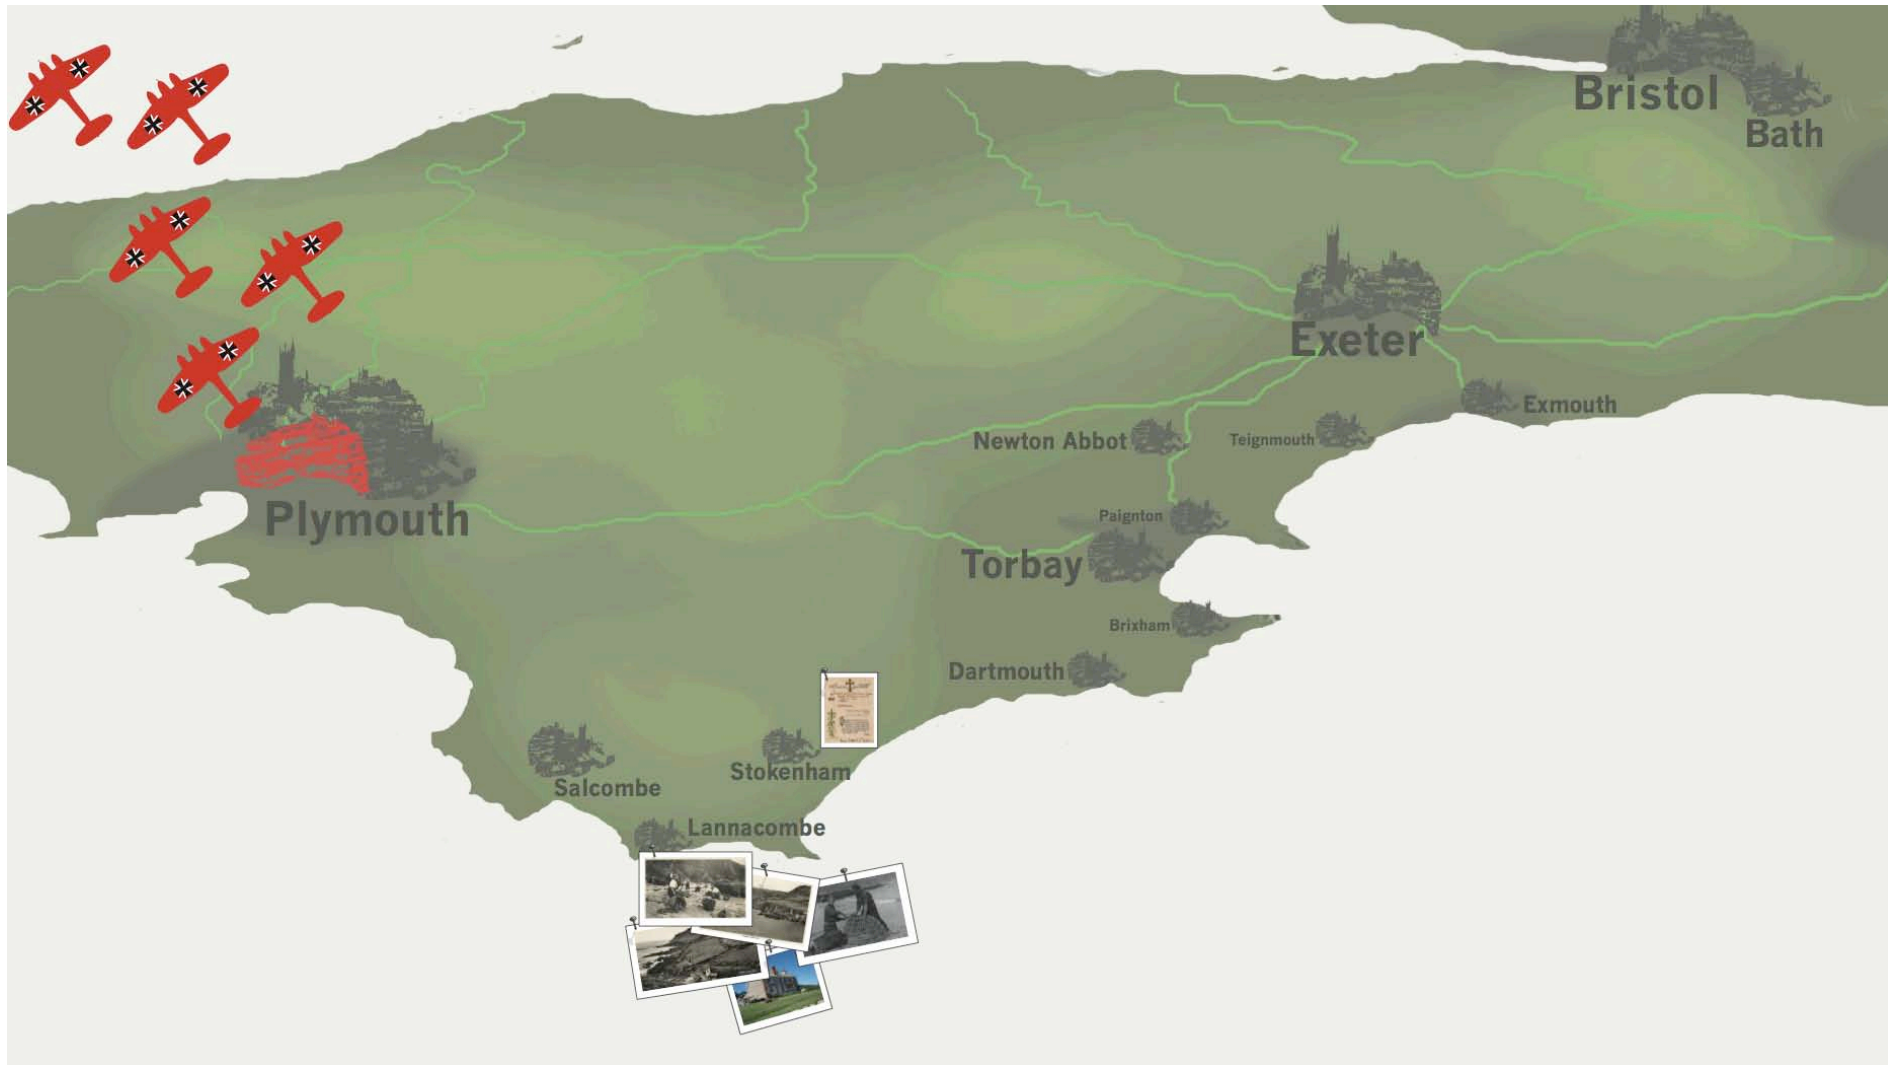 Bristol
Bath
Exeter
Exmouth
Newton Abbot
Teignmouth
Plymouth
Paignton
Torbay
Brixham
Dartmouth
Stokenham
Salcombe
Lannacombe